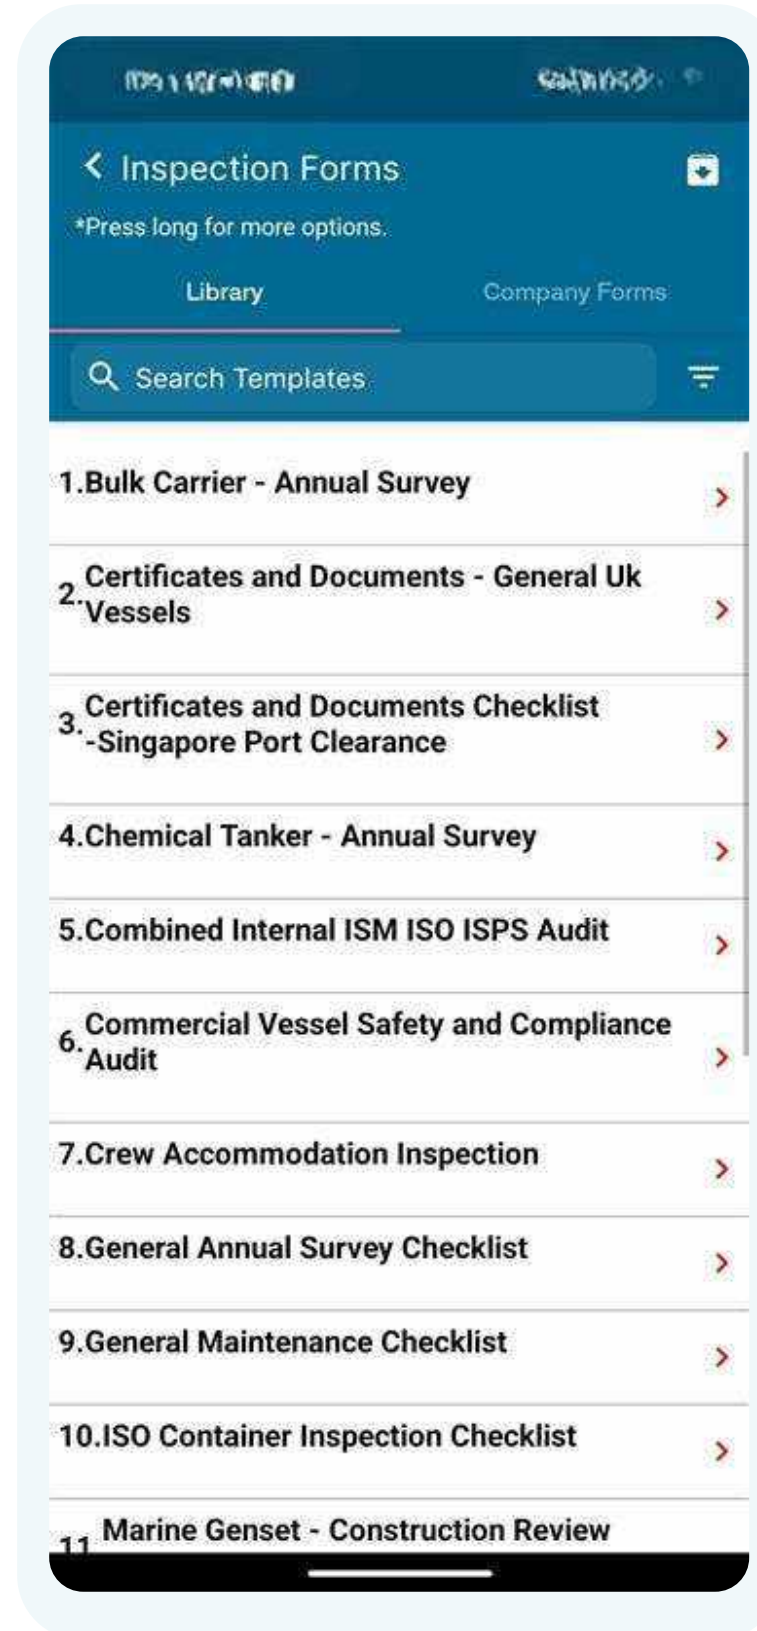 Inspection Forms
*Press long for more options.
Library
Company Forms
Search Templates
1.Bulk Carrier - Annual Survey
2.Certificates and Documents - General Uk
Vessels
3.Certificates and Documents Checklist
-Singapore Port Clearance
4.Chemical Tanker - Annual Survey
5.Combined Internal ISM ISO ISPS Audit
6.Commercial Vessel Safety and Compliance
Audit
7.Crew Accommodation Inspection
8.General Annual Survey Checklist
9.General Maintenance Checklist
10.ISO Container Inspection Checklist
11 Marine Genset - Construction Review